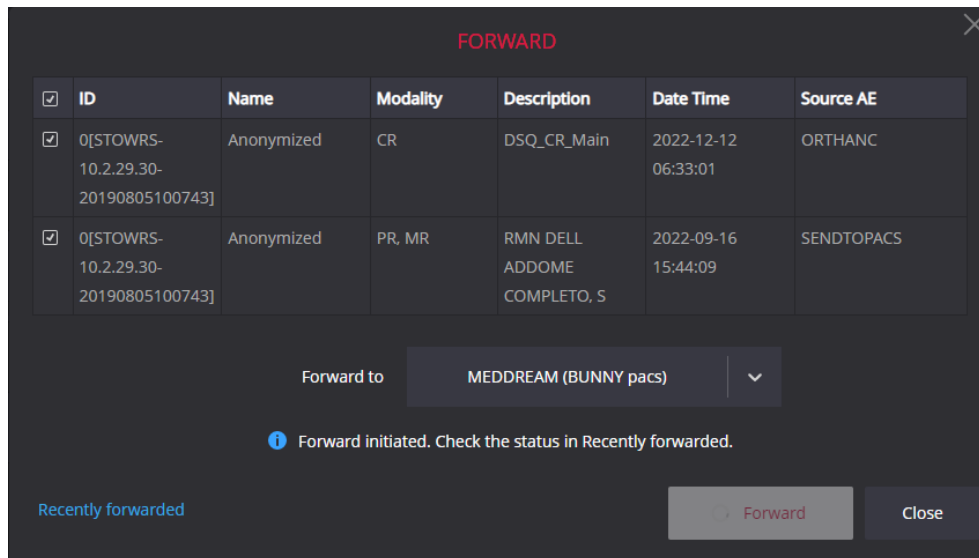 FORWARD
ID Name Modality Description Date Time Source AE
0[STOWRS- Anonymized CR DSQ_CR_Main 2022-12-12 ORTHANC
10.2.29.30- 06:33:01
20190805100743]
0[STOWRS- Anonymized PR, MR RMN DELL 2022-09-16 SENDTOPACS
10.2.29.30- ADDOME 15:44:09
20190805100743] COMPLETO, S
Forward to MEDDREAM (BUNNY pacs)
Forward initiated. Check the status in Recently forwarded.
Recently forwarded Forward Close